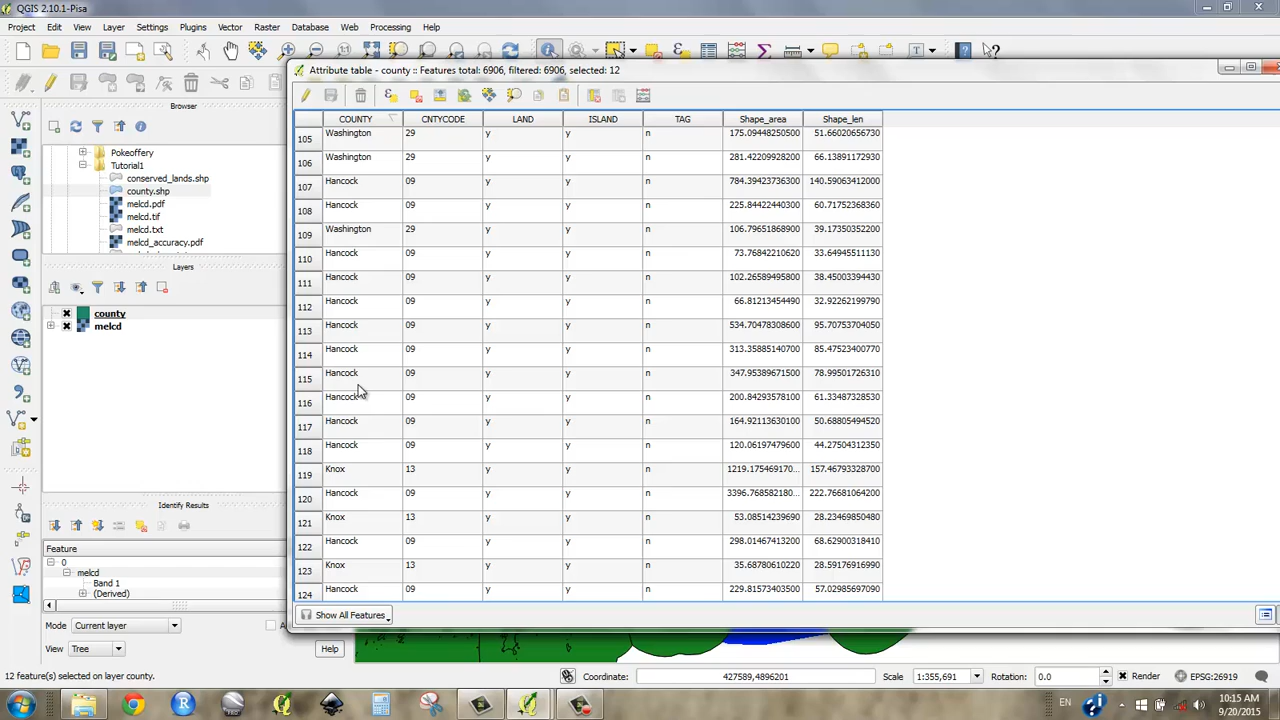 QGIS 2.10.1-Pisa
Project Edit View Layer Settings Plugins Vector Raster Database Web Processing Help
Attribute table - county :: Features total: 6906, filtered: 6906, selected: 12
Browser
Pokeoffery
Tutorial1
conserved_lands.shp
county.shp
melcd.pdf
melcd.tif
melcd.txt
melcd_accuracy.pdf
Layers
county
melcd
Identify Results
Feature
0
melcd
Band 1
(Derived)
Mode Current layer
View Tree Help
COUNTY CNTYCODE LAND ISLAND TAG Shape_area Shape_len
105 Washington 29 y y n 175.09448250500 51.66020656730
106 Washington 29 y y n 281.42209928200 66.13891172930
107 Hancock 09 y y n 784.39423736300 140.59063412000
108 Hancock 09 y y n 225.84422440300 60.71752368360
109 Washington 29 y y n 106.79651868900 39.17350352200
110 Hancock 09 y y n 73.76842210620 33.64945511130
111 Hancock 09 y y n 102.26589495800 38.45003394430
112 Hancock 09 y y n 66.81213454490 32.92262199790
113 Hancock 09 y y n 534.70478308600 95.70753704050
114 Hancock 09 y y n 313.35885140700 85.47523400770
115 Hancock 09 y y n 347.95389671500 78.99501726310
116 Hancock 09 y y n 200.84293578100 61.33487328530
117 Hancock 09 y y n 164.92113630100 50.68805494520
118 Hancock 09 y y n 120.06197479600 44.27504312350
119 Knox 13 y y n 1219.175469170... 157.46793328700
120 Hancock 09 y y n 3396.768582180... 222.76681064200
121 Knox 13 y y n 53.08514239690 28.23469850480
122 Hancock 09 y y n 298.01467413200 68.62900318410
123 Knox 13 y y n 35.68780610220 28.59176916990
124 Hancock 09 y y n 229.81573403500 57.02985697090
Show All Features
12 feature(s) selected on layer county. Coordinate: 427589,4896201 Scale 1:355,691 Rotation: 0.0 Render EPSG:26919
EN 10:15 AM
9/20/2015